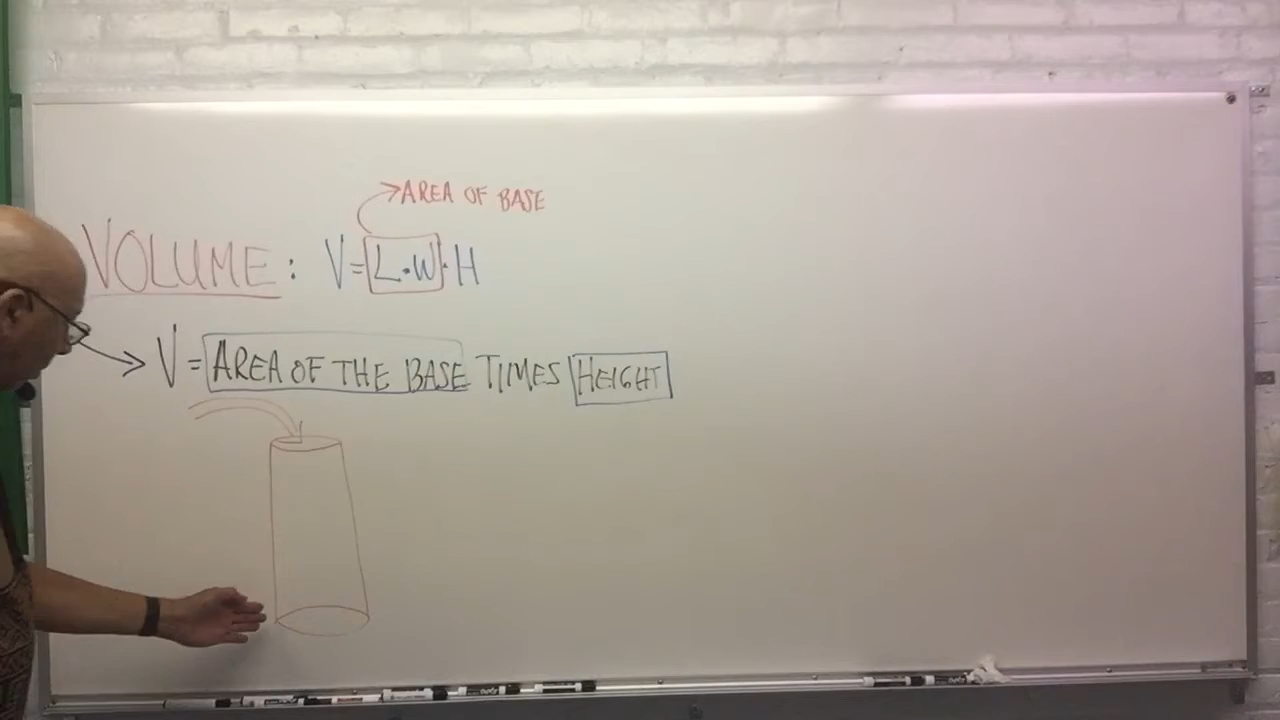 AREA OF BASE
VOLUME: V=L·W·H
V=AREA OF THE BASE TIMES HEIGHT